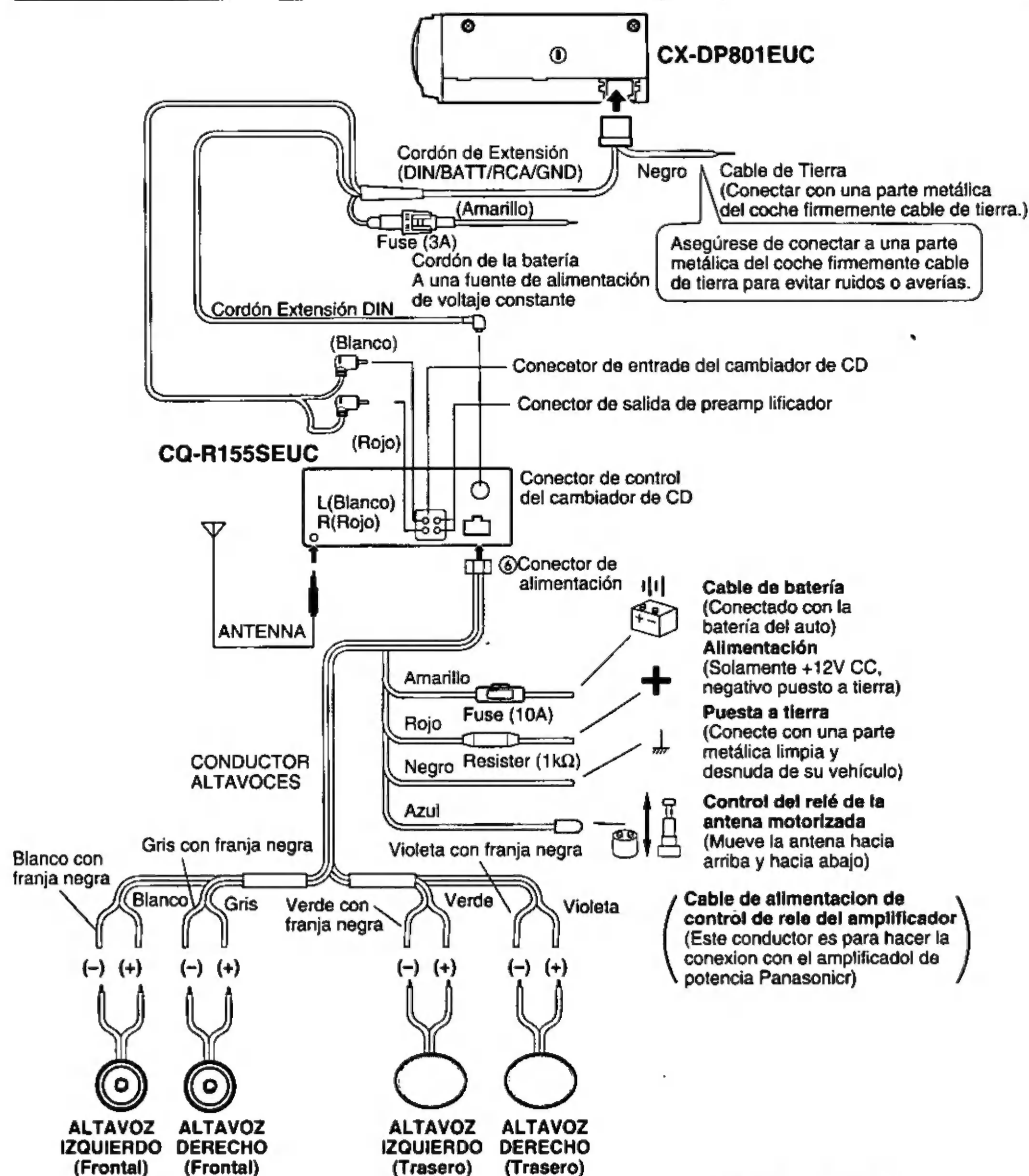 CX-DP801EUC
Cordón de Extensión
(DIN/BATT/RCA/GND)
Negro
Cable de Tierra
(Conectar con una parte metálica
del coche firmemente cable de tierra.)
(Amarillo)
Fuse (3A)
Cordón de la batería
A una fuente de alimentación
de voltaje constante
Asegúrese de conectar a una parte
metálica del coche firmemente cable
de tierra para evitar ruidos o averías.
Cordón Extensión DIN
(Blanco)
Conecetor de entrade del cambiador de CD
Conector de salida de preamp lificador
(Rojo)
CQ-R155SEUC
L(Blanco)
R(Rojo)
Conector de control
del cambiador de CD
⑥Conector de
alimentación
ANTENNA
Cable de batería
(Conectado con la
batería del auto)
Amarillo
Fuse (10A)
Alimentación
(Solamente +12V CC,
negativo puesto a tierra)
Rojo
Resister (1kΩ)
Puesta a tierra
(Conecte con una parte
metálica limpia y
desnuda de su vehículo)
Negro
CONDUCTOR
ALTAVOCES
Azul
Control del relé de la
antena motorizada
(Mueve la antena hacia
arriba y hacia abajo)
Cable de alimentacion de
control de rele del amplificador
(Este conductor es para hacer la
conexion con el amplificadol de
potencia Panasonicr)
Blanco con
franja negra
Gris con franja negra
Violeta con franja negra
Blanco
Gris
Verde con
franja negra
Verde
Violeta
(–) (+) (–) (+) (–) (+) (–) (+)
ALTAVOZ
IZQUIERDO
(Frontal)
ALTAVOZ
DERECHO
(Frontal)
ALTAVOZ
IZQUIERDO
(Trasero)
ALTAVOZ
DERECHO
(Trasero)